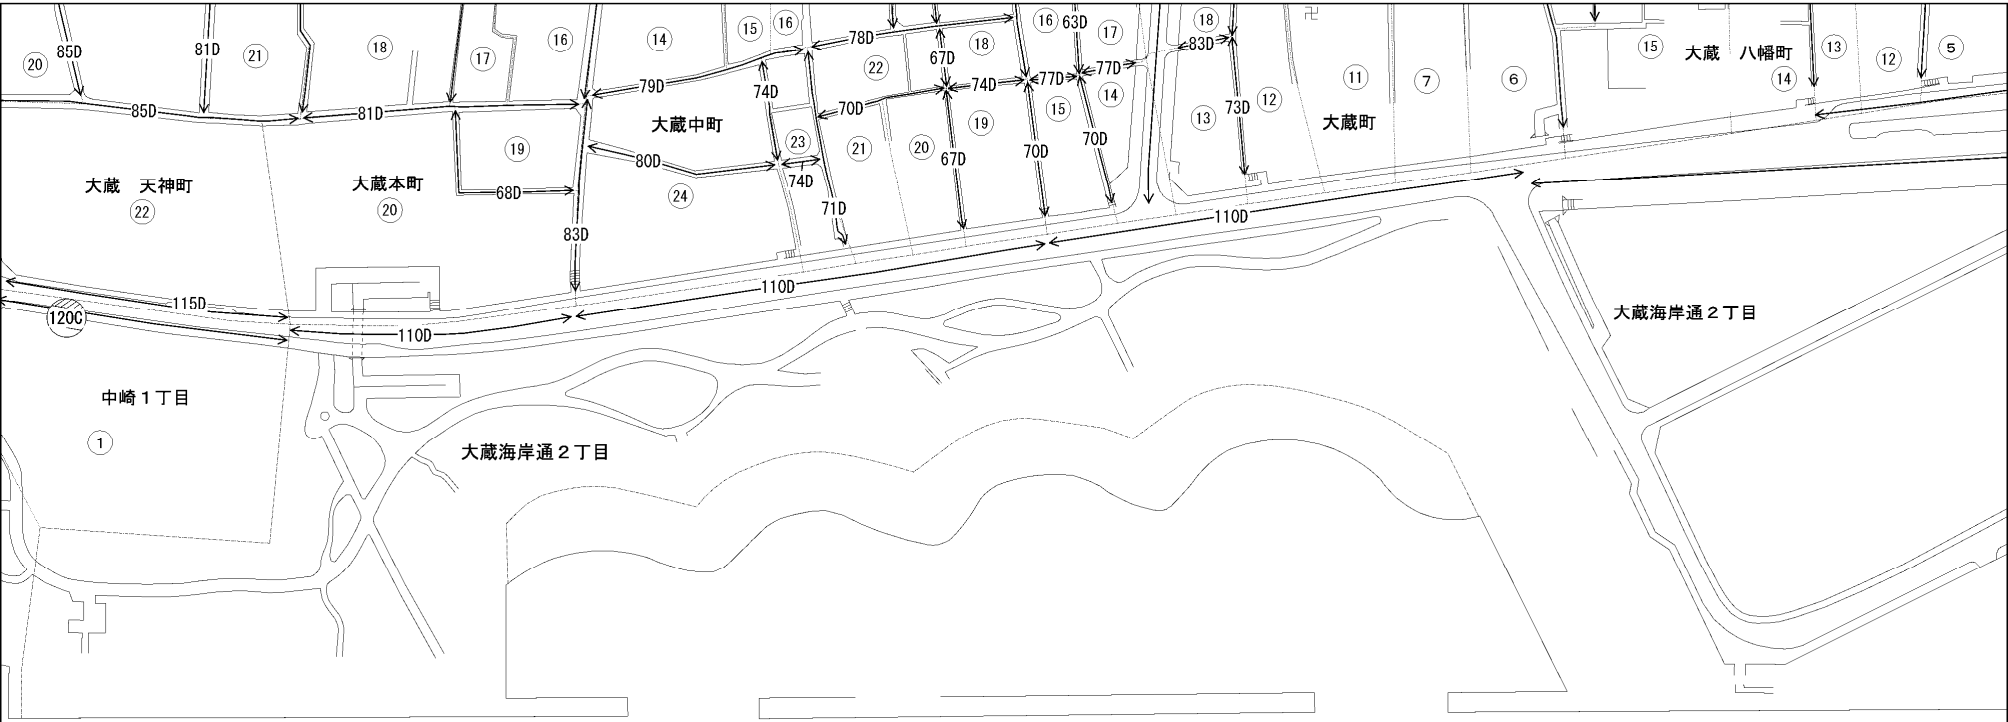 15
16
16
63D
17
18
83D
卍
14
78D
18
85D
81D
21
18
17
16
20
67D
22
15
大蔵 八幡町
13
12
5
79D
74D
74D
77D
77D
11
7
6
14
85D
81D
大蔵中町
70D
19
15
14
13
73D
12
大蔵町
19
80D
23
74D
21
20
67D
70D
70D
大蔵 天神町
22
大蔵本町
20
68D
24
71D
83D
110D
115D
110D
120C
110D
大蔵海岸通2丁目
中崎1丁目
1
大蔵海岸通2丁目